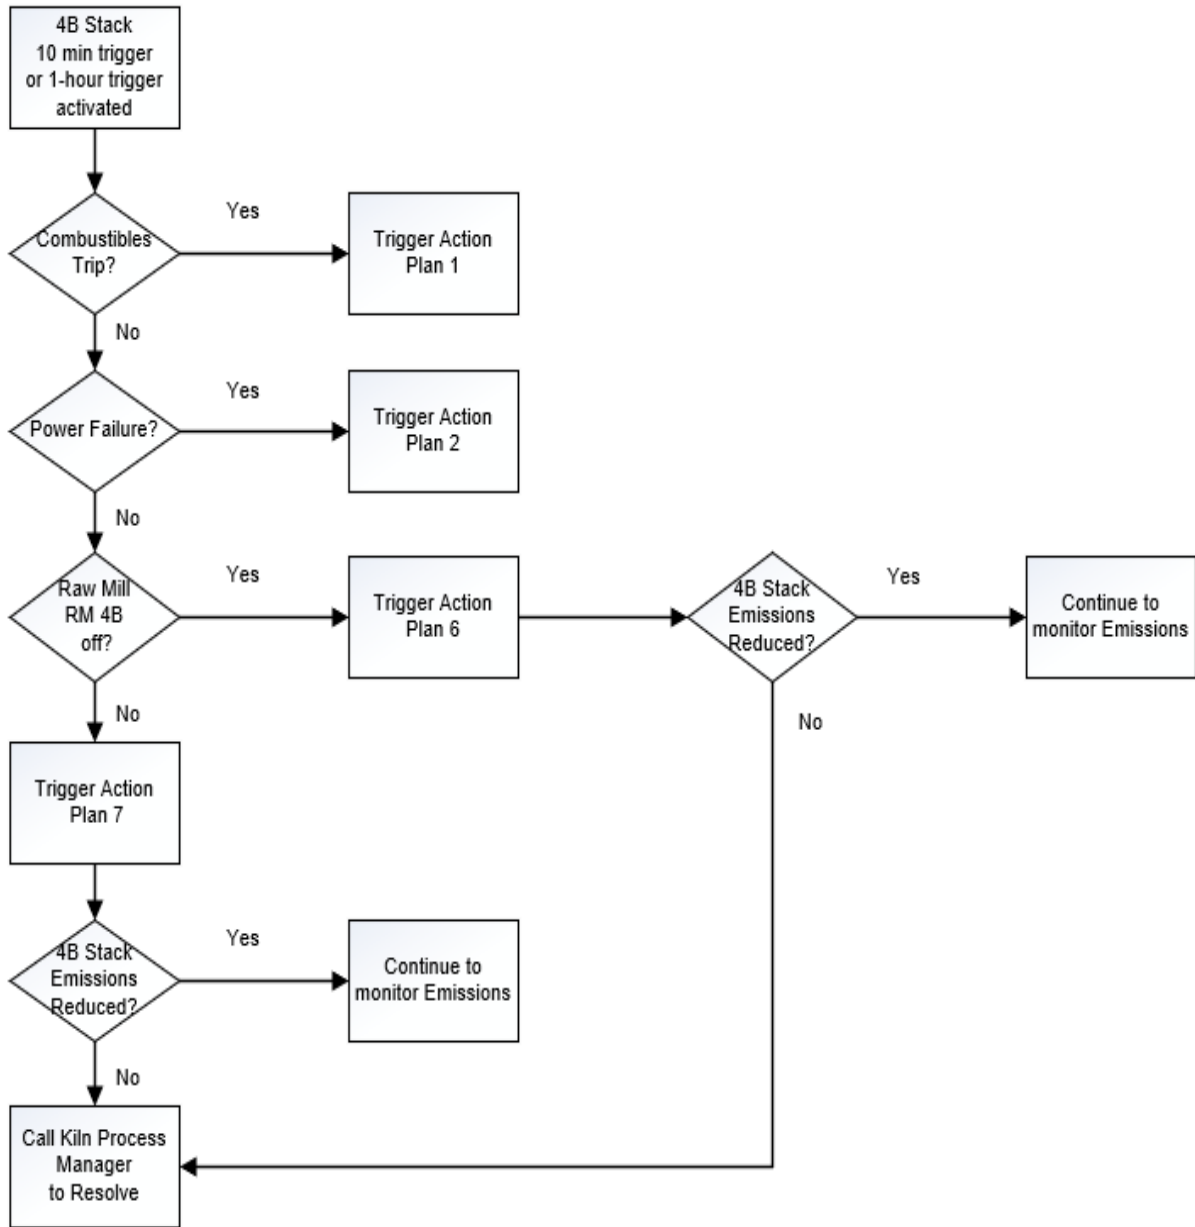 4B Stack
10 min trigger
or 1-hour trigger
activated
Yes
Combustibles
Trip?
Trigger Action
Plan 1
No
Yes
Power Failure?
Trigger Action
Plan 2
No
Yes
Raw Mill
RM 4B
off?
Trigger Action
Plan 6
4B Stack
Emissions
Reduced?
Yes
Continue to
monitor Emissions
No
No
Trigger Action
Plan 7
Yes
4B Stack
Emissions
Reduced?
Continue to
monitor Emissions
No
Call Kiln Process
Manager
to Resolve